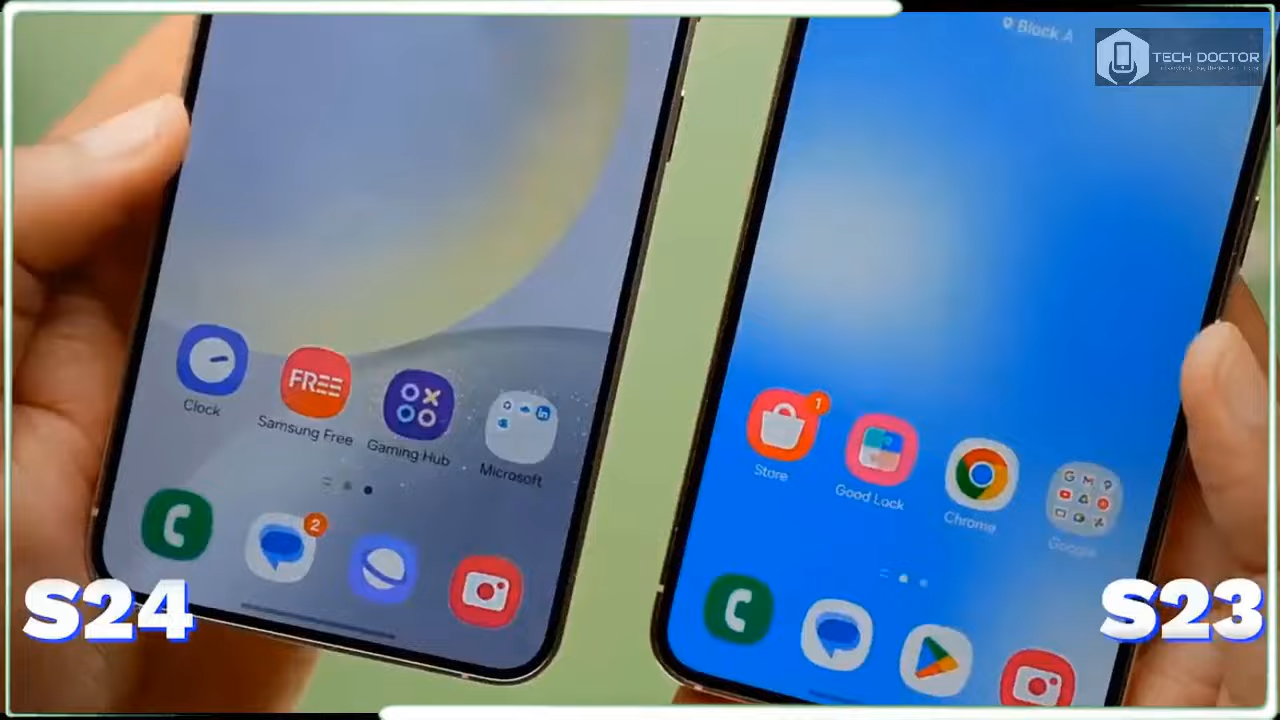 Block A
TECH DOCTOR
Clock
FREE
Samsung Free
Gaming Hub
Microsoft
in
2
1
Store
Good Lock
Chrome
G
M
Google
S24
S23